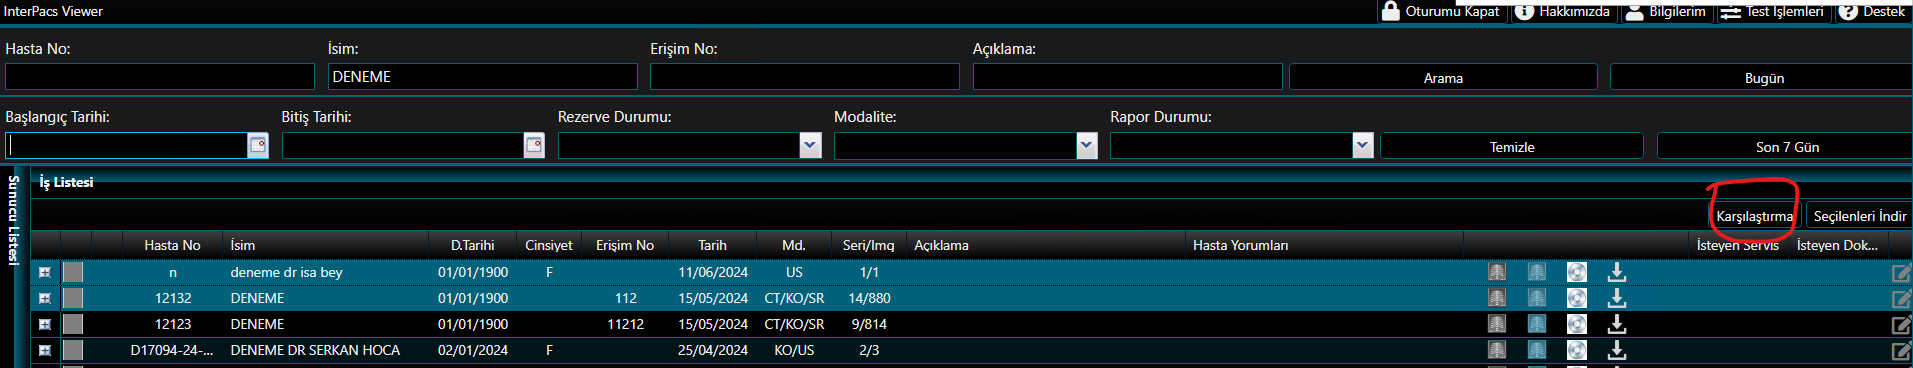 InterPacs Viewer Oturumu Kapat Hakkımızda Bilgilerim Test İşlemleri Destek
Hasta No: İsim: Erişim No: Açıklama:
DENEME Arama Bugün
Başlangıç Tarihi: Bitiş Tarihi: Rezerve Durumu: Modalite: Rapor Durumu:
Temizle Son 7 Gün
Sunucu Listesi
İş Listesi
Karşılaştırma Seçilenleri İndir
Hasta No İsim D.Tarihi Cinsiyet Erişim No Tarih Md. Seri/Img Açıklama Hasta Yorumları İsteyen Servis İsteyen Dok...
n deneme dr isa bey 01/01/1900 F 11/06/2024 US 1/1
12132 DENEME 01/01/1900 112 15/05/2024 CT/KO/SR 14/880
12123 DENEME 01/01/1900 11212 15/05/2024 CT/KO/SR 9/814
D17094-24-... DENEME DR SERKAN HOCA 02/01/2024 F 25/04/2024 KO/US 2/3